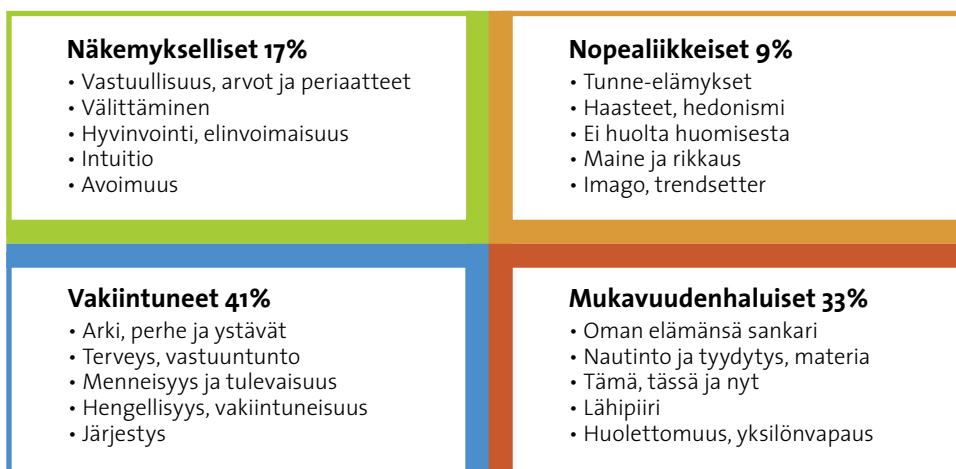 Näkemykselliset 17%
• Vastuullisuus, arvot ja periaatteet
• Välittäminen
• Hyvinvointi, elinvoimaisuus
• Intuitio
• Avoimuus
Nopealiikkeiset 9%
• Tunne-elämykset
• Haasteet, hedonismi
• Ei huolta huomisesta
• Maine ja rikkaus
• Imago, trendsetter
Vakiintuneet 41%
• Arki, perhe ja ystävät
• Terveys, vastuuntunto
• Menneisyys ja tulevaisuus
• Hengellisyys, vakiintuneisuus
• Järjestys
Mukavuudenhaluiset 33%
• Oman elämänsä sankari
• Nautinto ja tyydytys, materia
• Tämä, tässä ja nyt
• Lähipiiri
• Huolettomuus, yksilönvapaus